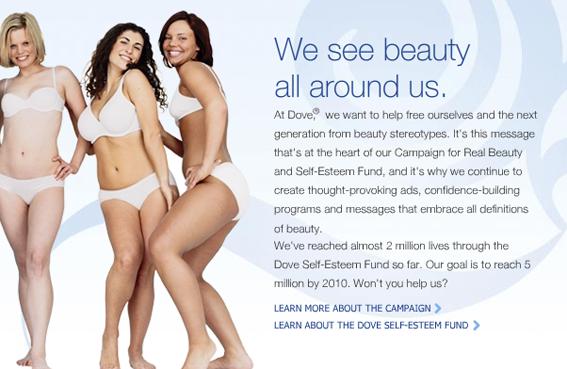 We see beauty
all around us.
At Dove,® we want to help free ourselves and the next
generation from beauty stereotypes. It's this message
that's at the heart of our Campaign for Real Beauty
and Self-Esteem Fund, and it's why we continue to
create thought-provoking ads, confidence-building
programs and messages that embrace all definitions
of beauty.
We've reached almost 2 million lives through the
Dove Self-Esteem Fund so far. Our goal is to reach 5
million by 2010. Won't you help us?
LEARN MORE ABOUT THE CAMPAIGN
LEARN ABOUT THE DOVE SELF-ESTEEM FUND